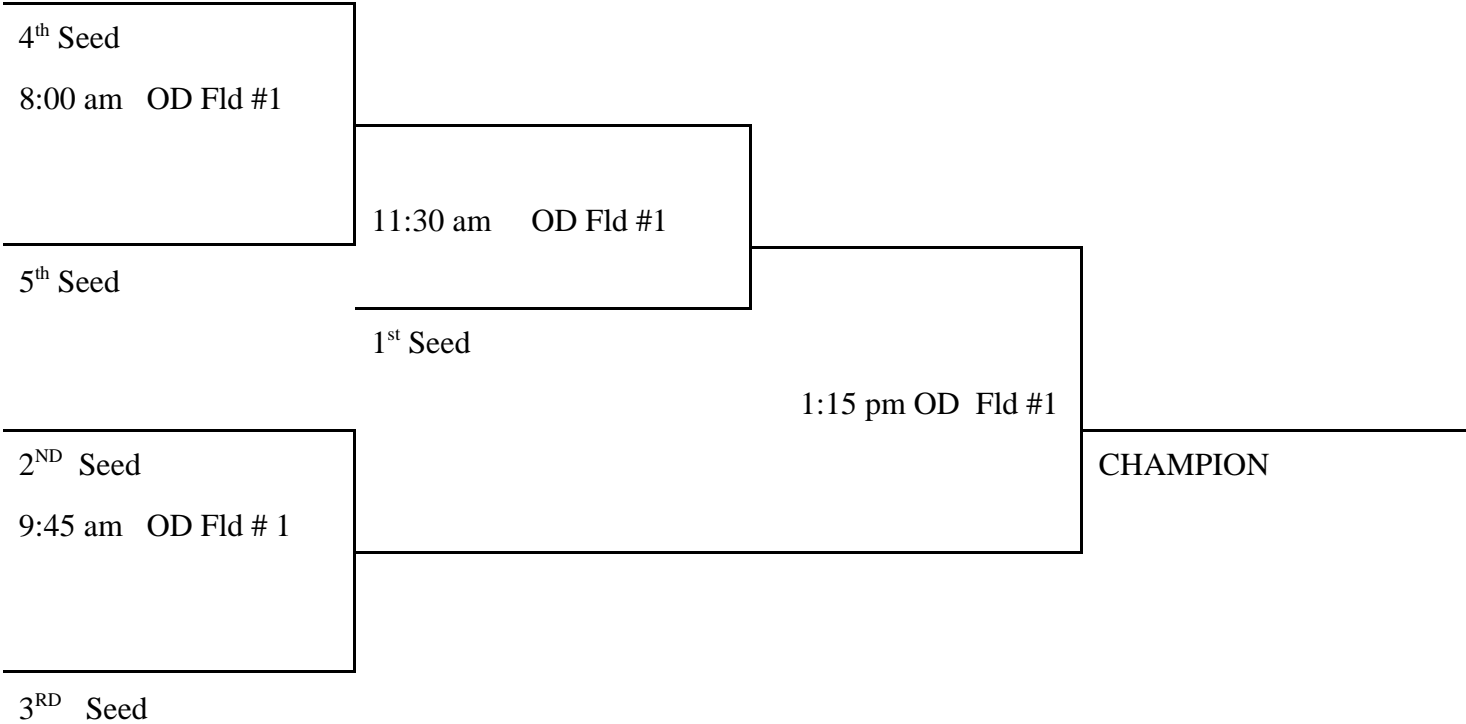 4th Seed
8:00 am OD Fld #1
11:30 am OD Fld #1
5th Seed
1st Seed
1:15 pm OD Fld #1
2ND Seed
CHAMPION
9:45 am OD Fld # 1
3RD Seed